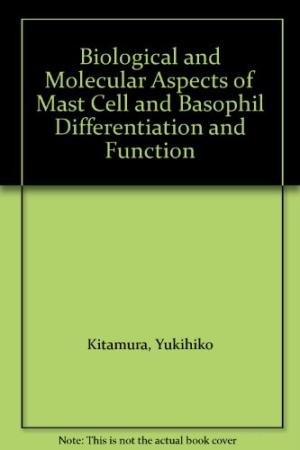 Biological and
Molecular Aspects of
Mast Cell and Basophil
Differentiation and
Function
Kitamura, Yukihiko
Note: This is not the actual book cover